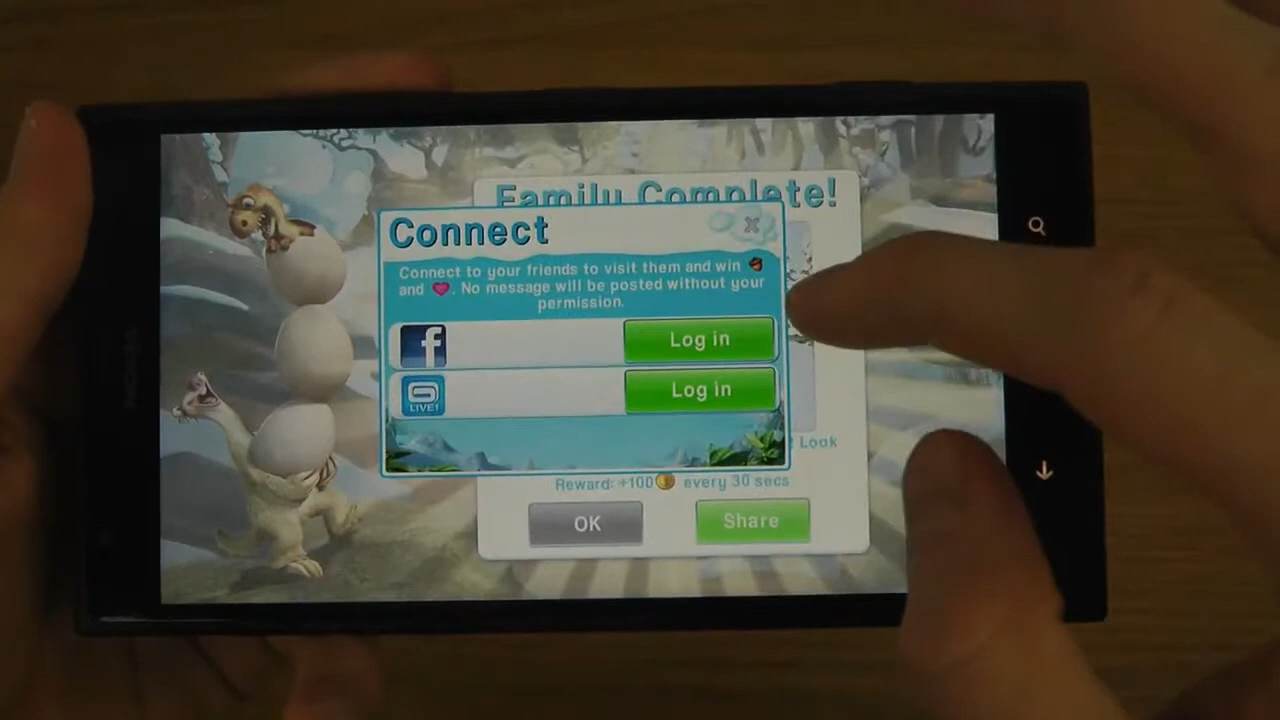 Family Complete!
Connect
Connect to your friends to visit them and win
and . No message will be posted without your
permission.
f
Log in
LIVE!
Log in
Look
Reward: +100 every 30 secs
OK
Share